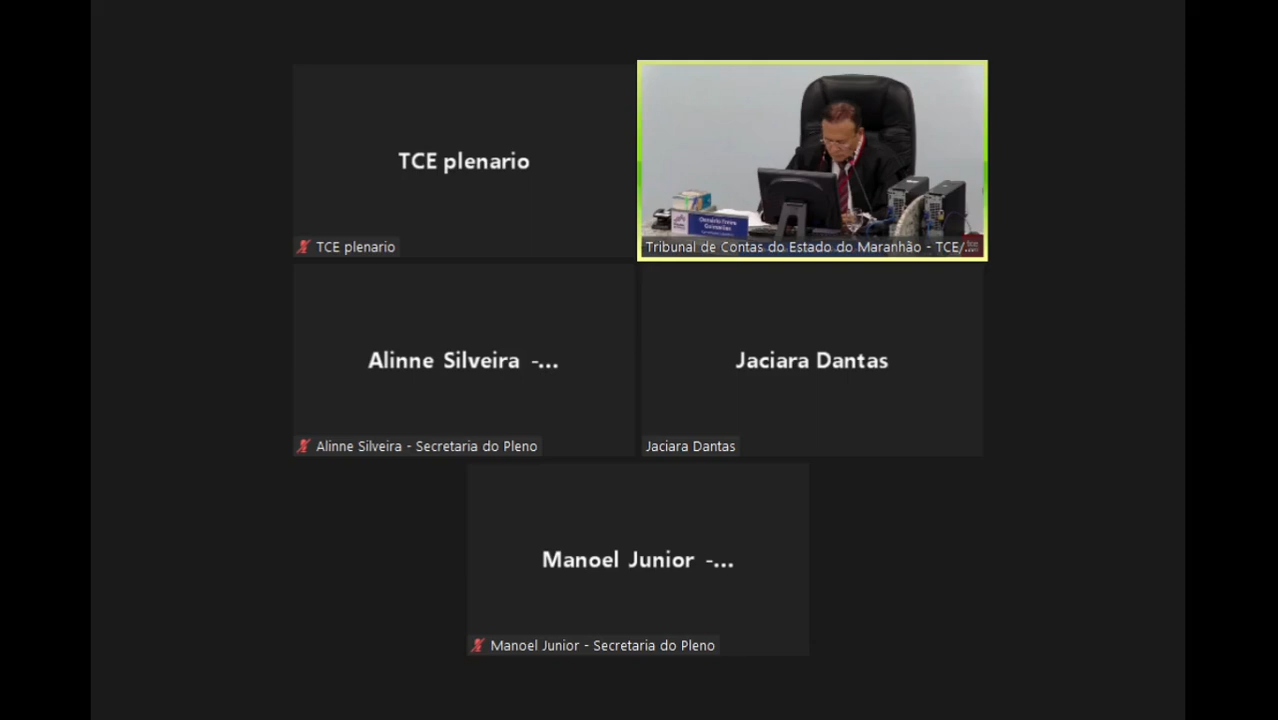 TCE plenario
TCE plenario
Tribunal de Contas do Estado do Maranhão - TCE/...
Alinne Silveira -...
Alinne Silveira - Secretaria do Pleno
Jaciara Dantas
Jaciara Dantas
Manoel Junior -...
Manoel Junior - Secretaria do Pleno